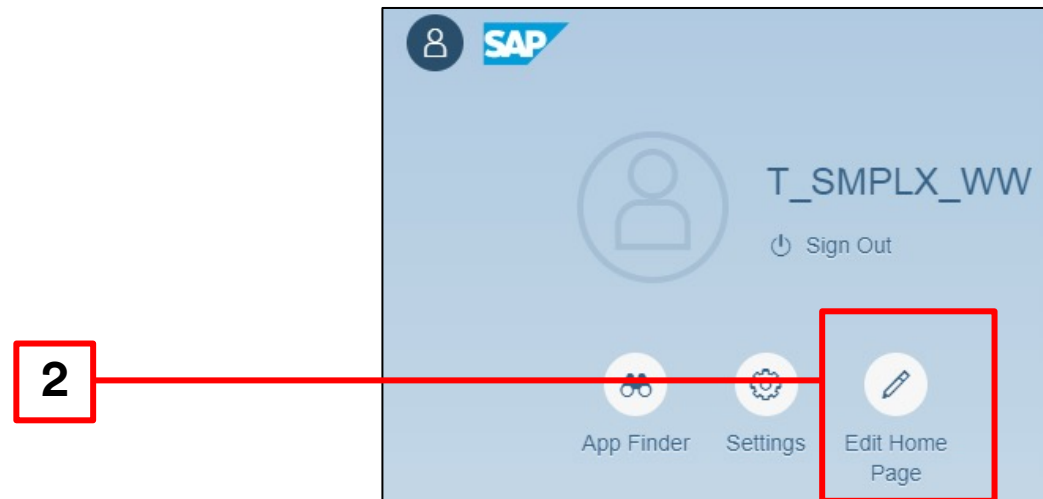 SAP
T_SMPLX_WW
Sign Out
2
App Finder Settings Edit Home
Page